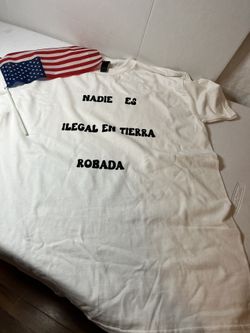 NADIE ES
ILEGAL EN TIERRA
ROBADA